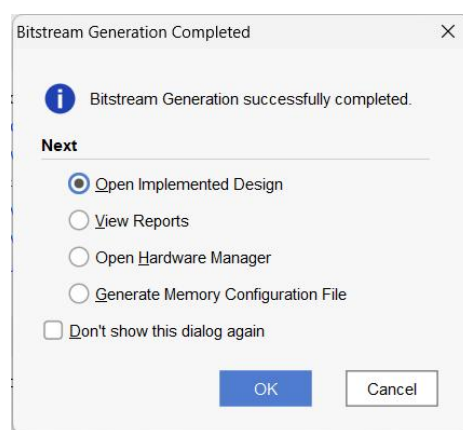 Bitstream Generation Completed
Bitstream Generation successfully completed.
Next
Open Implemented Design
View Reports
Open Hardware Manager
Generate Memory Configuration File
Don't show this dialog again
OK Cancel